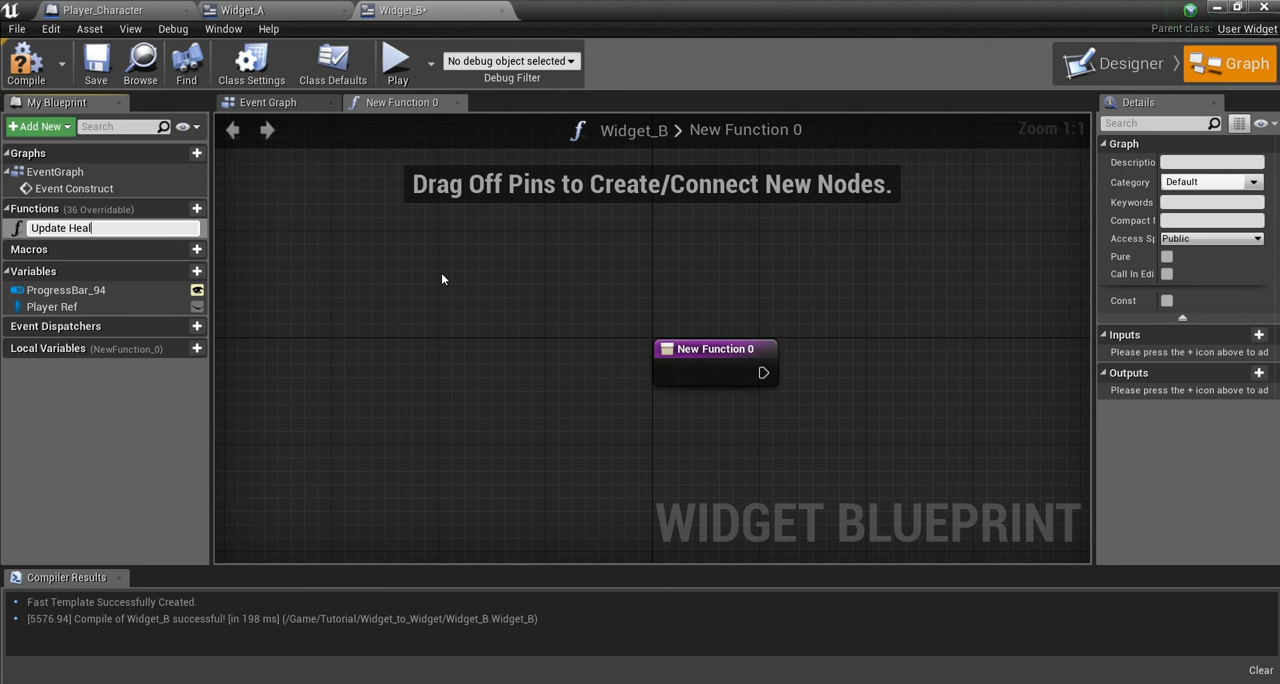 Player_Character
Widget_A
Widget_B•
File Edit Asset View Debug Window Help
Parent class: User Widget
Compile
Save
Browse
Find
Class Settings
Class Defaults
Play
No debug object selected
Debug Filter
Designer
Graph
My Blueprint
Event Graph
New Function 0
Details
Add New
Search
Widget_B > New Function 0
Zoom 1:1
Search
Drag Off Pins to Create/Connect New Nodes.
Graphs
EventGraph
Event Construct
Functions (36 Overridable)
Update Heal
Macros
Variables
ProgressBar_94
Player Ref
Event Dispatchers
Local Variables (NewFunction_0)
New Function 0
WIDGET BLUEPRINT
Graph
Descriptio
Category Default
Keywords
Compact
Access Sp Public
Pure
Call In Edi
Const
Inputs
Please press the + icon above to ad
Outputs
Please press the + icon above to ad
Compiler Results
Fast Template Successfully Created.
[5576.94] Compile of Widget_B successful! [in 198 ms] (/Game/Tutorial/Widget_to_Widget/Widget_B.Widget_B)
Clear